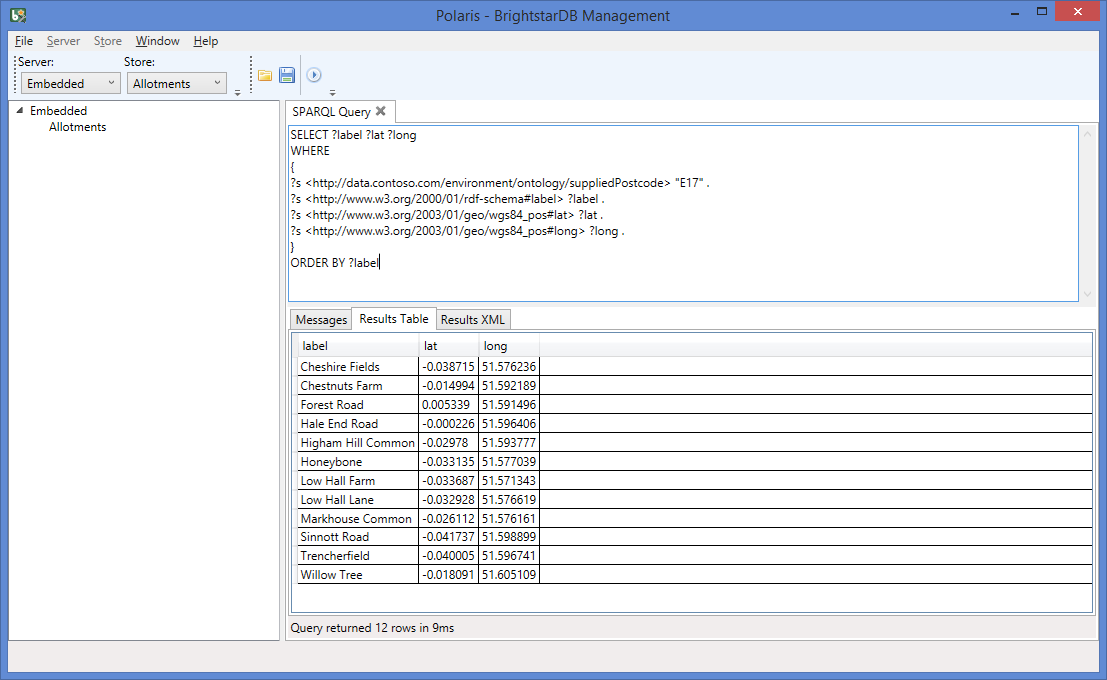 Polaris - BrightstarDB Management
File Server Store Window Help
Server: Store:
Embedded Allotments
Embedded
Allotments
SPARQL Query
SELECT ?label ?lat ?long
WHERE
{
?s <http://data.contoso.com/environment/ontology/suppliedPostcode> "E17" .
?s <http://www.w3.org/2000/01/rdf-schema#label> ?label .
?s <http://www.w3.org/2003/01/geo/wgs84_pos#lat> ?lat .
?s <http://www.w3.org/2003/01/geo/wgs84_pos#long> ?long .
}
ORDER BY ?label
Messages Results Table Results XML
label lat long
Cheshire Fields -0.038715 51.576236
Chestnuts Farm -0.014994 51.592189
Forest Road 0.005339 51.591496
Hale End Road -0.000226 51.596406
Higham Hill Common -0.02978 51.593777
Honeybone -0.033135 51.577039
Low Hall Farm -0.033687 51.571343
Low Hall Lane -0.032928 51.576619
Markhouse Common -0.026112 51.576161
Sinnott Road -0.041737 51.598899
Trencherfield -0.040005 51.596741
Willow Tree -0.018091 51.605109
Query returned 12 rows in 9ms